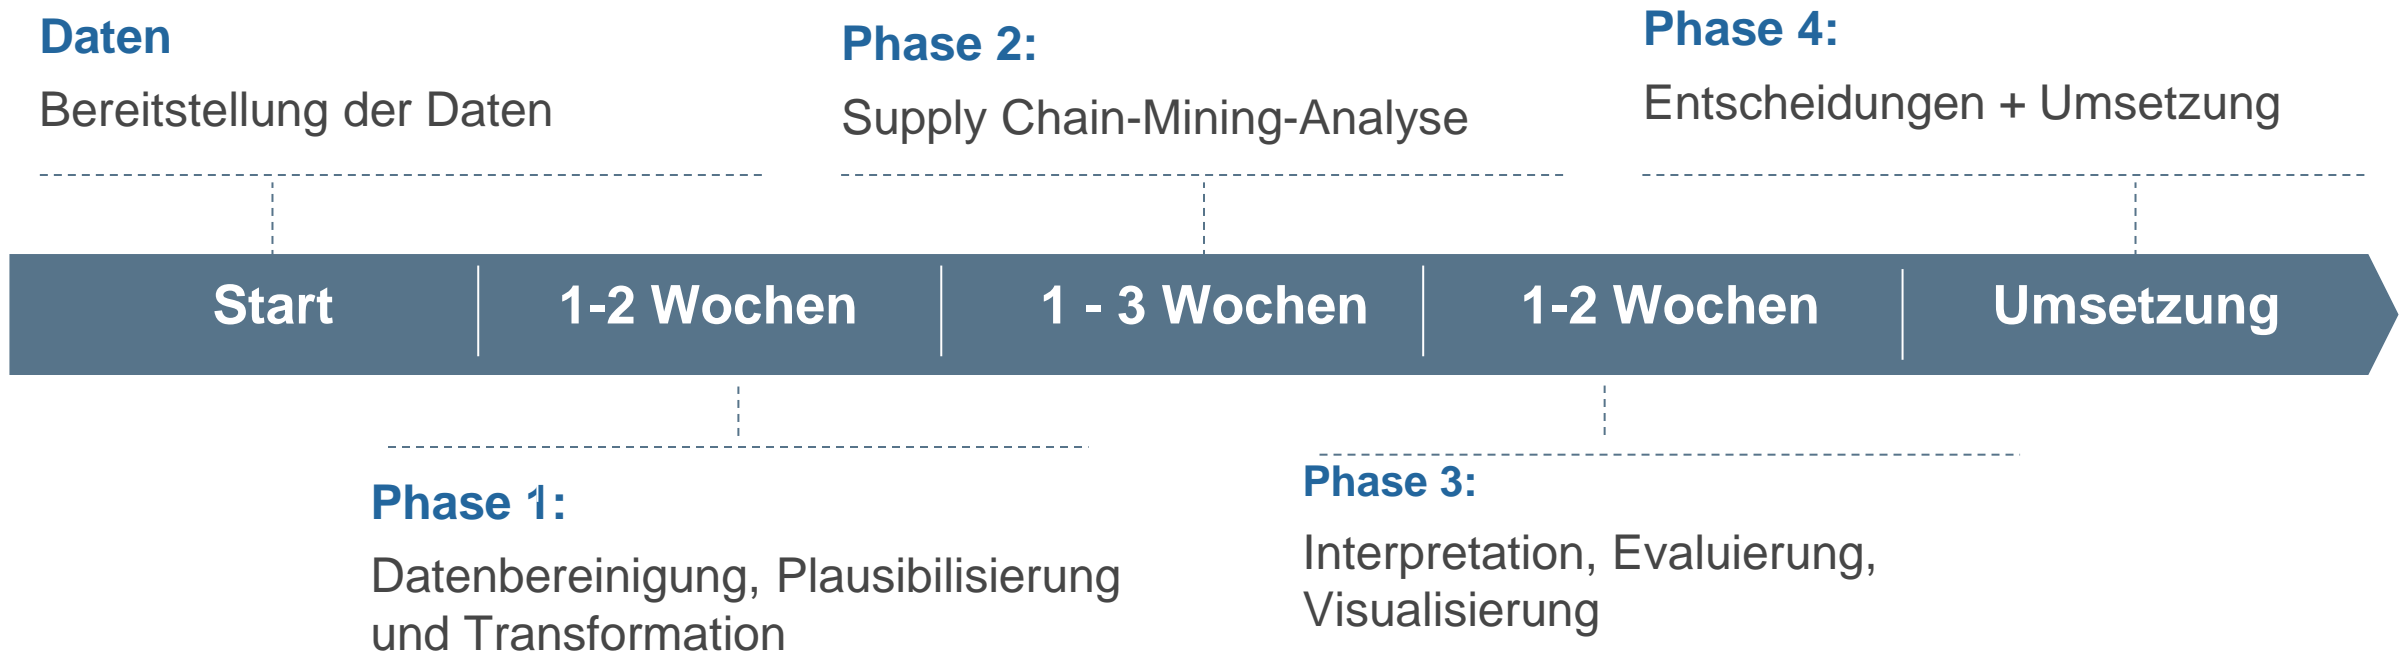 Daten
Bereitstellung der Daten
Phase 2:
Supply Chain-Mining-Analyse
Phase 4:
Entscheidungen + Umsetzung
Start
1-2 Wochen
1 - 3 Wochen
1-2 Wochen
Umsetzung
Phase 1:
Datenbereinigung, Plausibilisierung
und Transformation
Phase 3:
Interpretation, Evaluierung,
Visualisierung